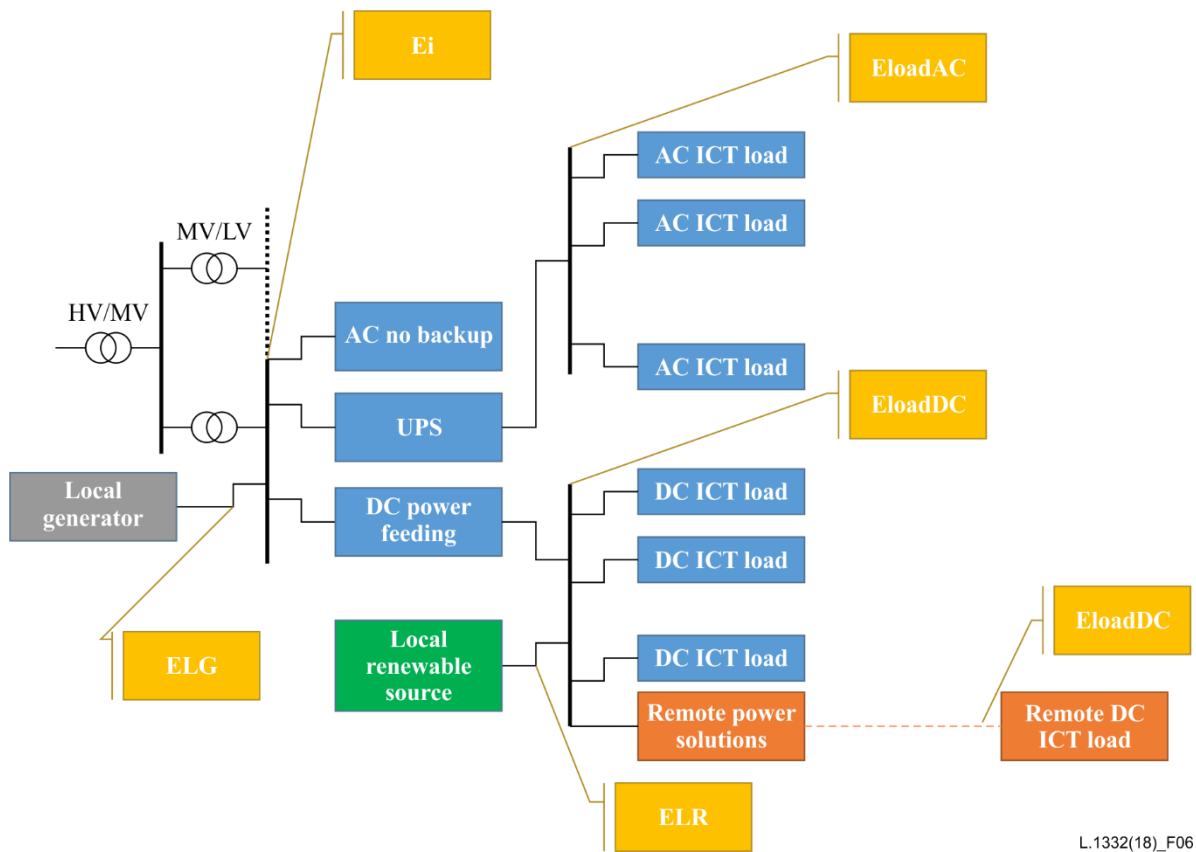 Ei
EloadAC
AC ICT load
AC ICT load
MV/LV
HV/MV
AC no backup
AC ICT load
EloadDC
UPS
Local
generator
DC power
feeding
DC ICT load
DC ICT load
ELG
Local
renewable
source
DC ICT load
EloadDC
Remote power
solutions
Remote DC
ICT load
ELR
L.1332(18)_F06